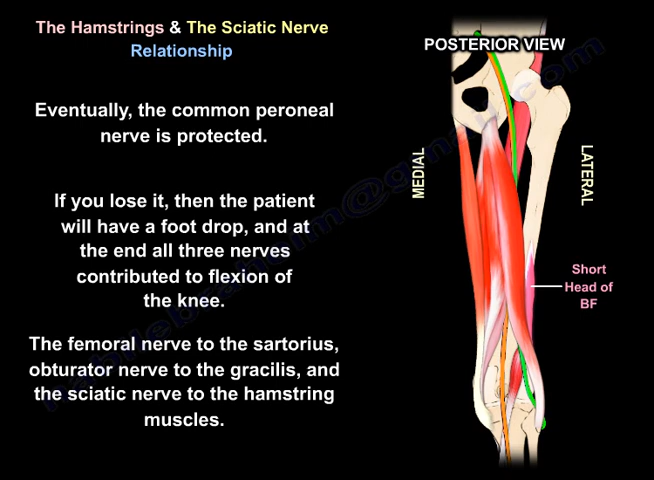 The Hamstrings & The Sciatic Nerve
Relationship
Eventually, the common peroneal
nerve is protected.
If you lose it, then the patient
will have a foot drop, and at
the end all three nerves
contributed to flexion of
the knee.
The femoral nerve to the sartorius,
obturator nerve to the gracilis, and
the sciatic nerve to the hamstring
muscles.
POSTERIOR VIEW
MEDIAL
LATERAL
Short
Head of
BF